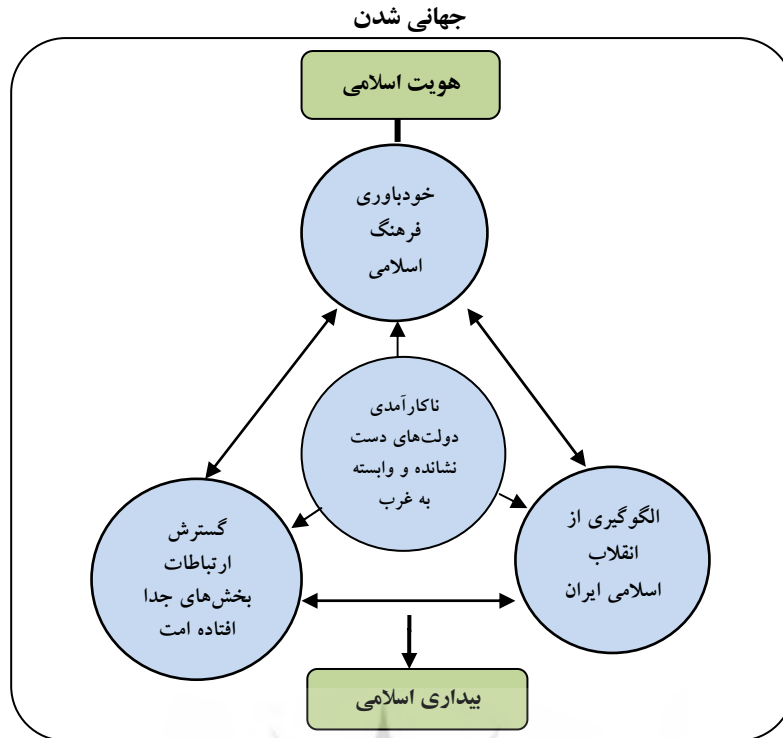 جهانی شدن
هویت اسلامی
خودباوری
فرهنگ
اسلامی
ناکارآمدی
دولت‌های دست
نشانده و وابسته
به غرب
الگوگیری از
انقلاب
اسلامی ایران
گسترش
ارتباطات
بخش‌های جدا
افتاده امت
بیداری اسلامی